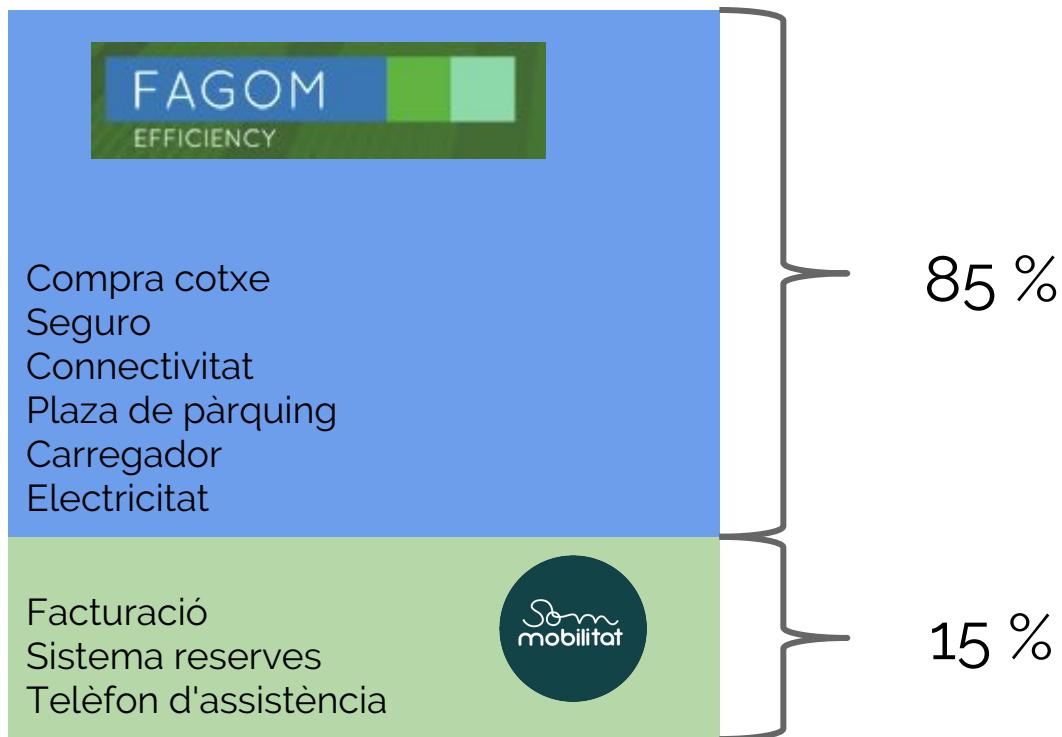 FAGOM
EFFICIENCY
Compra cotxe
Seguro
Connectivitat
Plaza de pàrquing
Carregador
Electricitat
85 %
Facturació
Sistema reserves
Telèfon d'assistència
Som
mobilitat
15 %